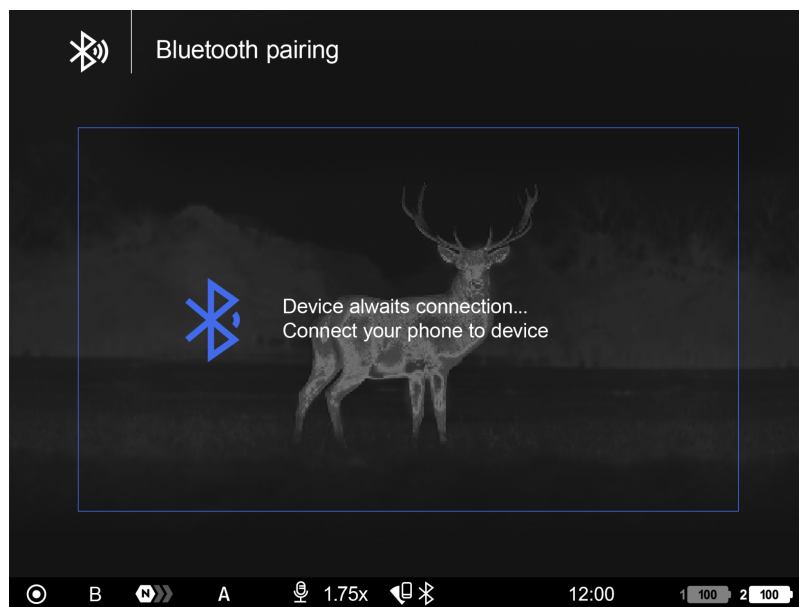 Bluetooth pairing
Device alwaits connection...
Connect your phone to device
B N A 1.75x 12:00 1 100 2 100